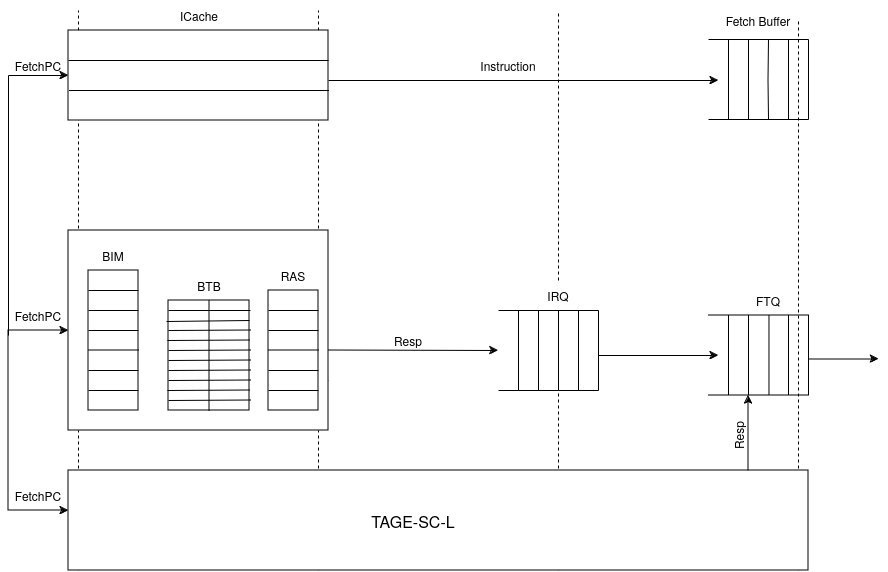 ICache
Fetch Buffer
FetchPC
Instruction
BIM
BTB
RAS
IRQ
FTQ
FetchPC
Resp
Resp
FetchPC
TAGE-SC-L